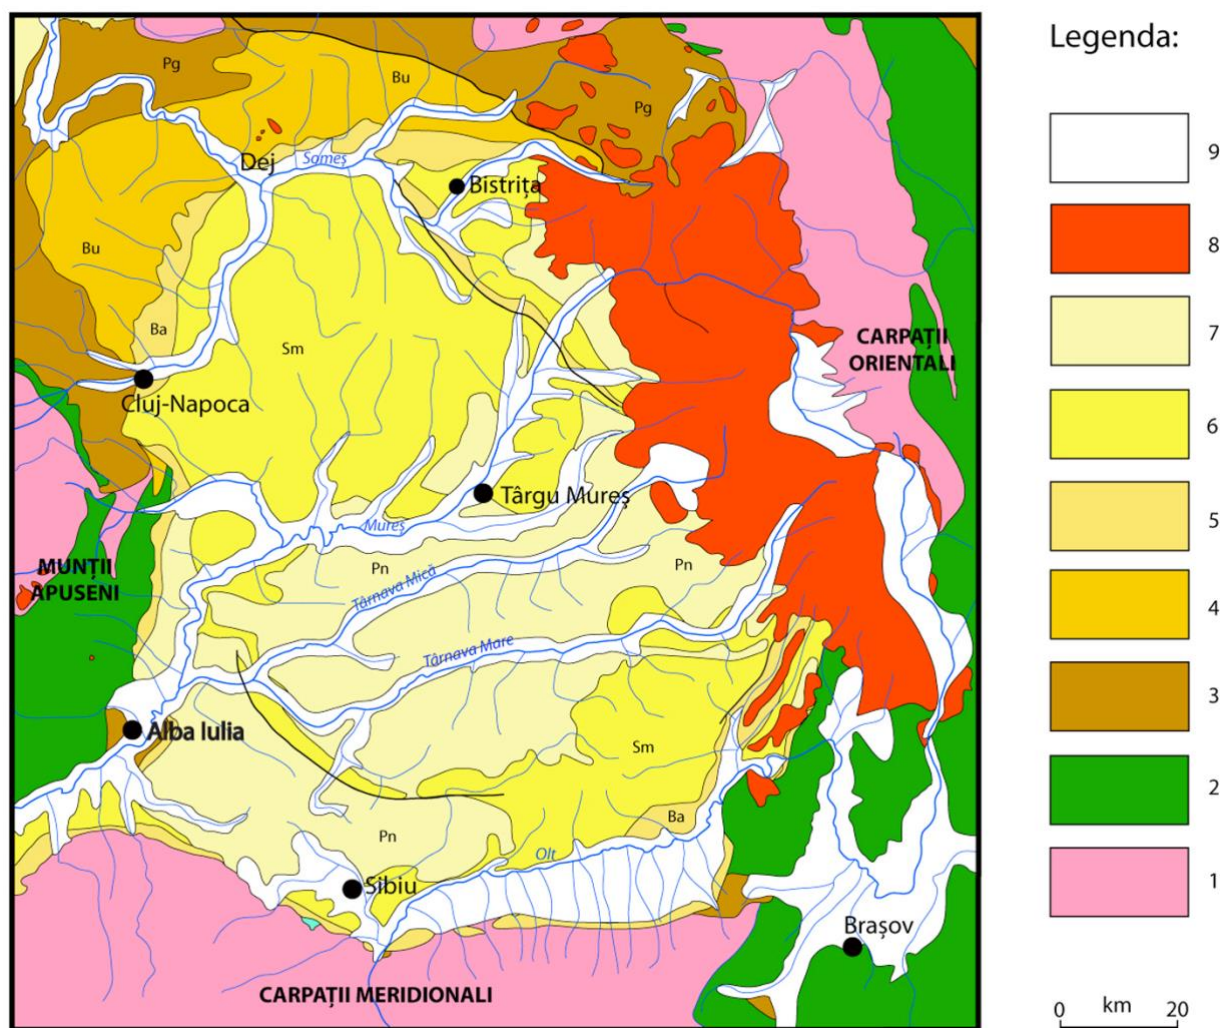 Legenda:
Pg
Bu
Pg
Dej
Someș
Bistrița
Bu
Ba
Sm
CARPAȚII
ORIENTALI
Cluj-Napoca
Târgu Mureş
Mureș
MUNȚII
APUSENI
Pn
Târnava Mică
Pn
Târnava Mare
Alba Iulia
Sm
Ba
Pn
Olt
Sibiu
Brașov
CARPAȚII MERIDIONALI
9
8
7
6
5
4
3
2
1
km
0 20